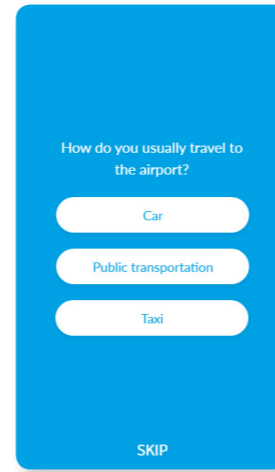 How do you usually travel to
the airport?
Car
Public transportation
Taxi
SKIP